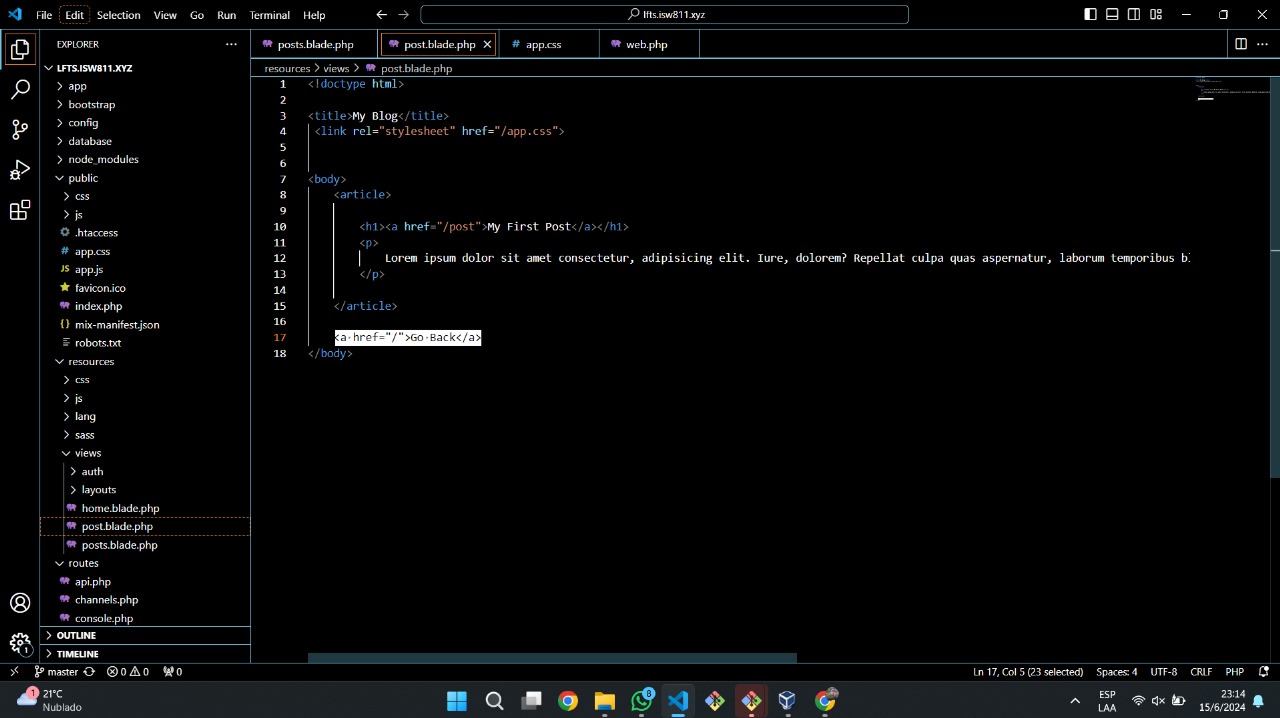 File Edit Selection View Go Run Terminal Help
lfts.isw811.xyz
EXPLORER
posts.blade.php
post.blade.php
app.css
web.php
LFTS.ISW811.XYZ
app
bootstrap
config
database
node_modules
public
css
js
.htaccess
app.css
app.js
favicon.ico
index.php
mix-manifest.json
robots.txt
resources
css
js
lang
sass
views
auth
layouts
home.blade.php
post.blade.php
posts.blade.php
routes
api.php
channels.php
console.php
OUTLINE
TIMELINE
resources > views > post.blade.php
1 <!doctype html>
2
3 <title>My Blog</title>
4 <link rel="stylesheet" href="/app.css">
5
6
7 <body>
8 <article>
9
10 <h1><a href="/post">My First Post</a></h1>
11 <p>
12 Lorem ipsum dolor sit amet consectetur, adipisicing elit. Iure, dolorem? Repellat culpa quas aspernatur, laborum temporibus
13 </p>
14
15 </article>
16
17 <a href="/">Go Back</a>
18 </body>
master 0 0 0
Ln 17, Col 5 (23 selected) Spaces: 4 UTF-8 CRLF PHP
1
21°C
Nublado
8
ESP
LAA
23:14
15/6/2024